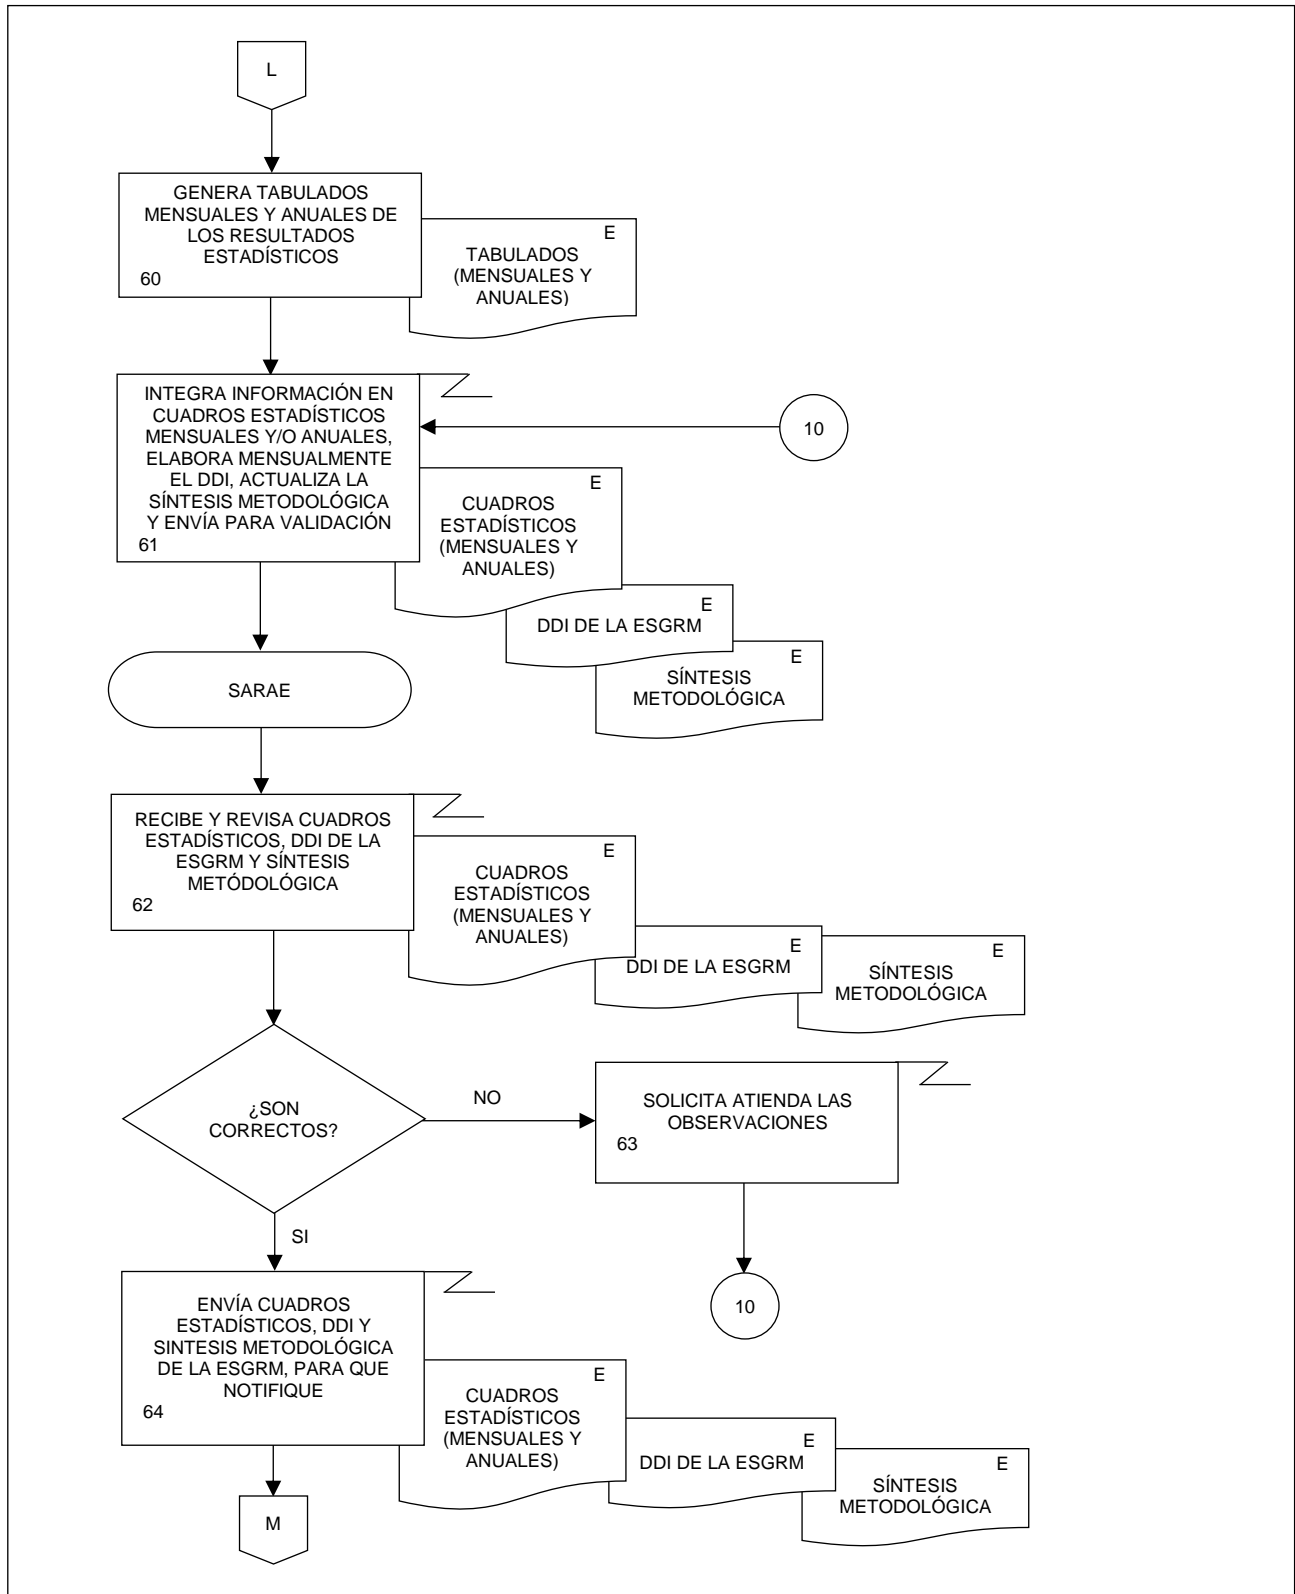 L
GENERA TABULADOS
MENSUALES Y ANUALES DE
LOS RESULTADOS
ESTADÍSTICOS
60
E
TABULADOS
(MENSUALES Y
ANUALES)
INTEGRA INFORMACIÓN EN
CUADROS ESTADÍSTICOS
MENSUALES Y/O ANUALES,
ELABORA MENSUALMENTE
EL DDI, ACTUALIZA LA
SÍNTESIS METODOLÓGICA
Y ENVÍA PARA VALIDACIÓN
61
10
E
CUADROS
ESTADÍSTICOS
(MENSUALES Y
ANUALES)
E
DDI DE LA ESGRM
E
SÍNTESIS
METODOLÓGICA
SARAE
RECIBE Y REVISA CUADROS
ESTADÍSTICOS, DDI DE LA
ESGRM Y SÍNTESIS
METÓDOLÓGICA
62
E
CUADROS
ESTADÍSTICOS
(MENSUALES Y
ANUALES)
E
DDI DE LA ESGRM
E
SÍNTESIS
METODOLÓGICA
¿SON
CORRECTOS?
NO
SOLICITA ATIENDA LAS
OBSERVACIONES
63
10
SI
ENVÍA CUADROS
ESTADÍSTICOS, DDI Y
SINTESIS METODOLÓGICA
DE LA ESGRM, PARA QUE
NOTIFIQUE
64
E
CUADROS
ESTADÍSTICOS
(MENSUALES Y
ANUALES)
E
DDI DE LA ESGRM
E
SÍNTESIS
METODOLÓGICA
M